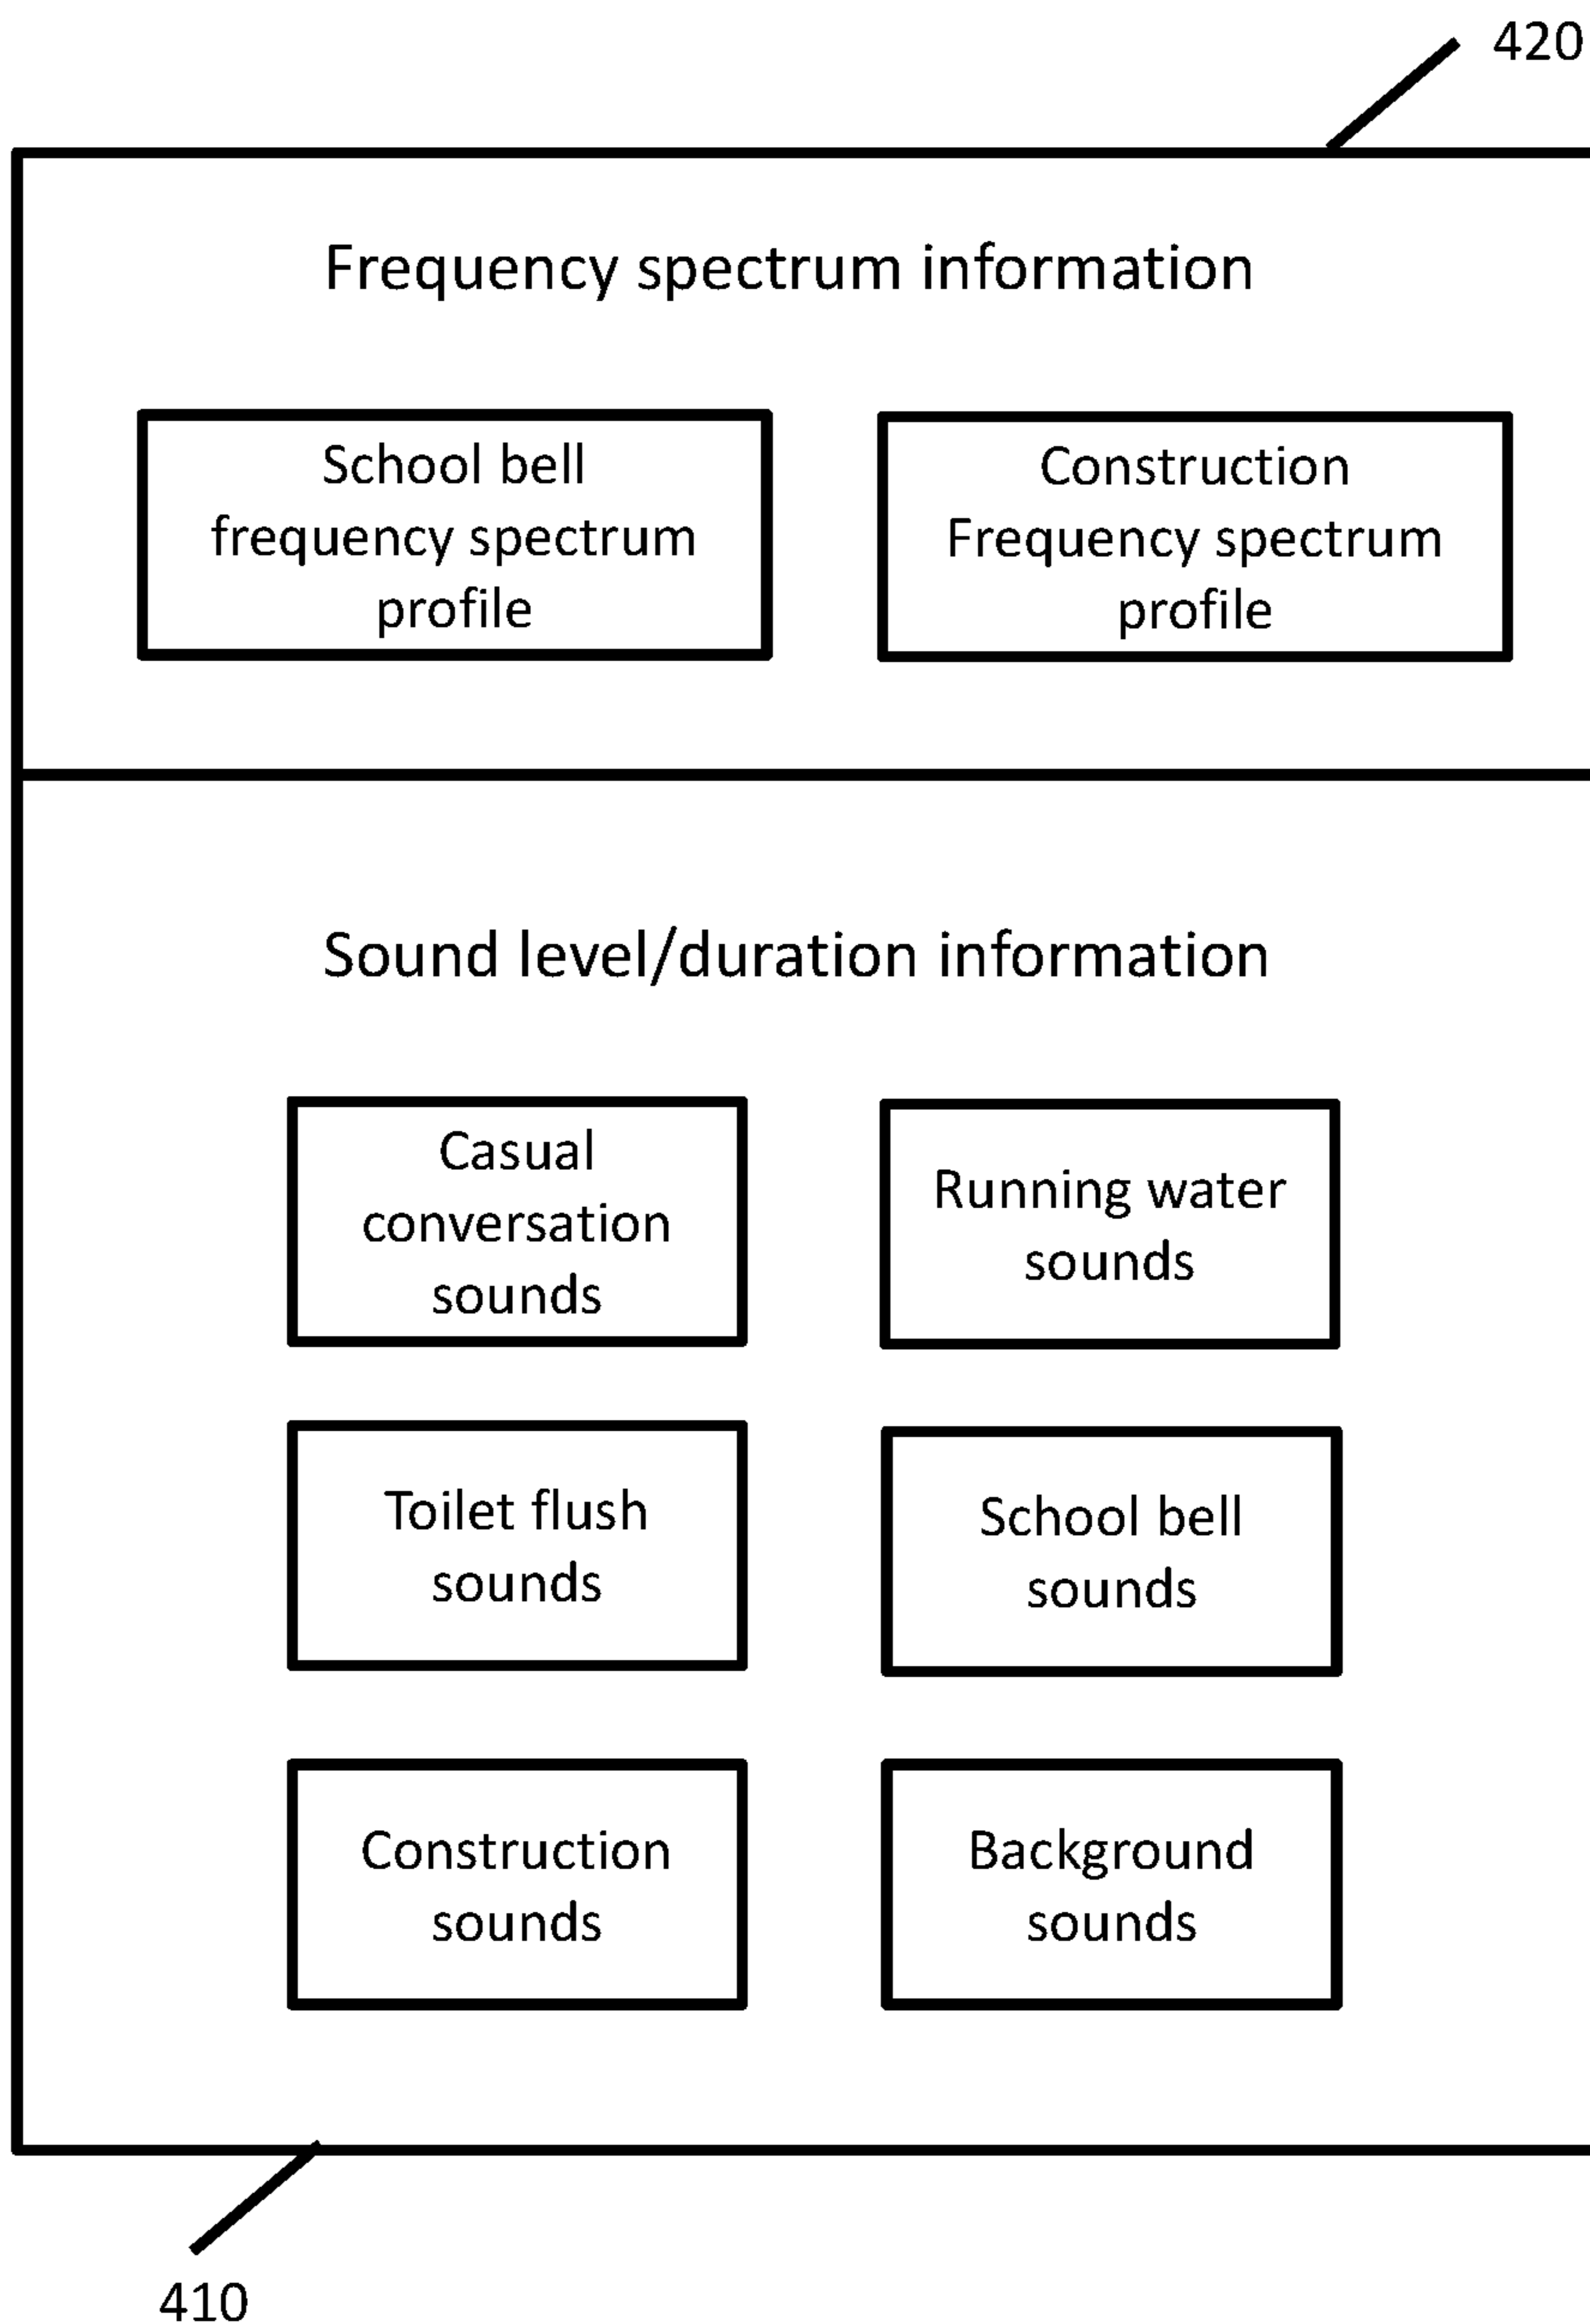 420
Frequency spectrum information
School bell
frequency spectrum
profile
Construction
Frequency spectrum
profile
Sound level/duration information
Casual
conversation
sounds
Running water
sounds
Toilet flush
sounds
School bell
sounds
Construction
sounds
Background
sounds
410